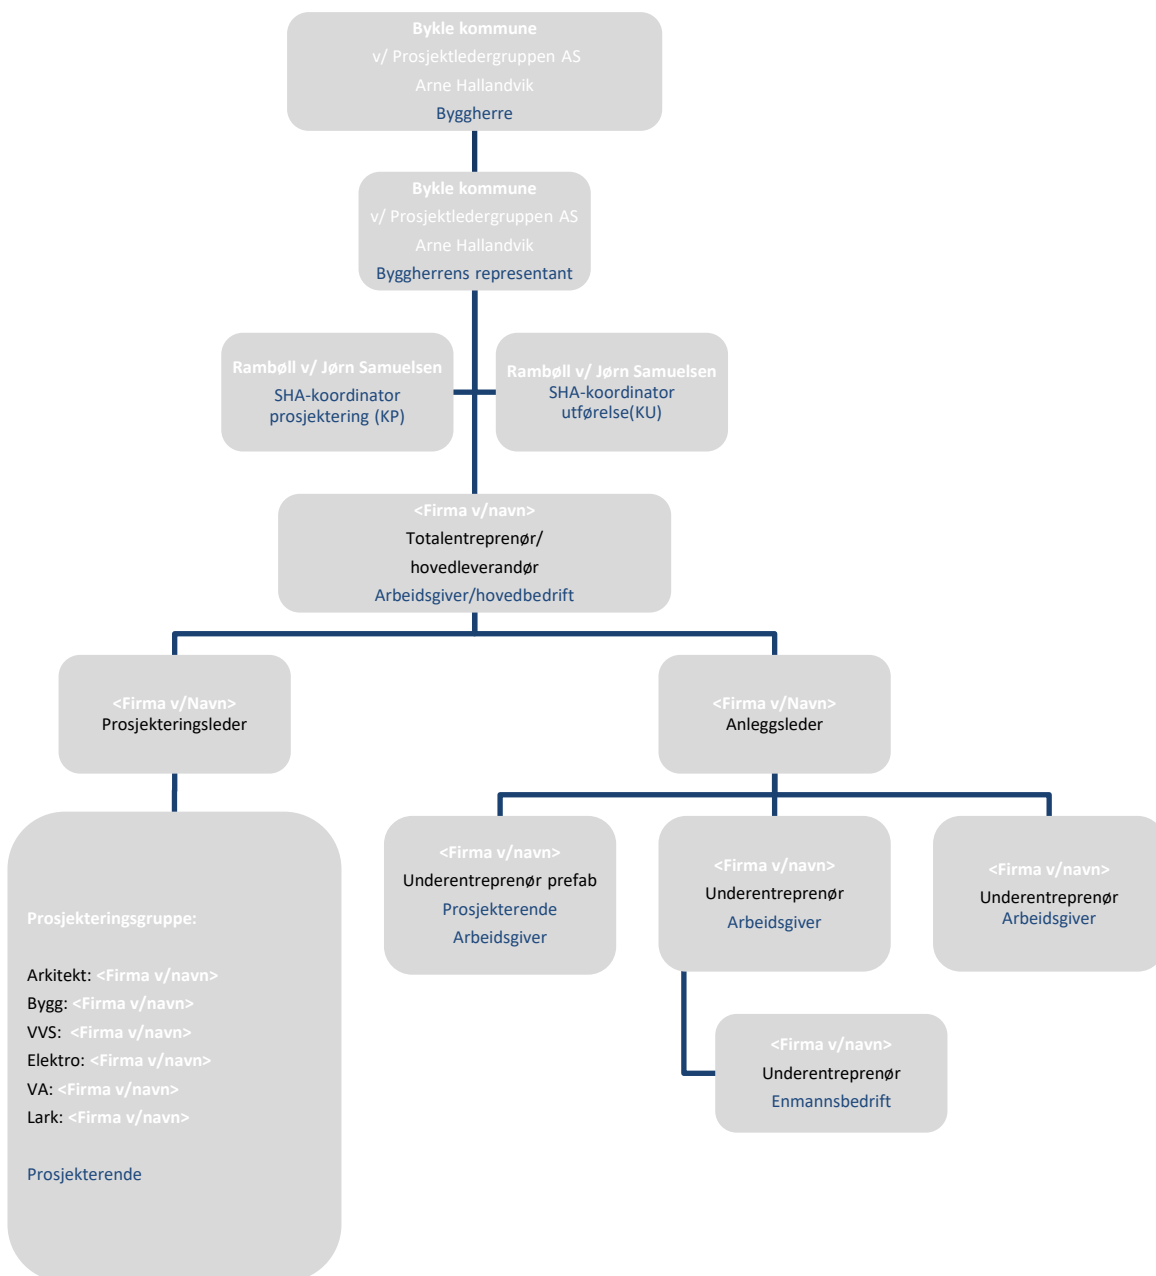 Bykle kommune
v/ Prosjektledergruppen AS
Arne Hallandvik
Byggherre
Bykle kommune
v/ Prosjektledergruppen AS
Arne Hallandvik
Byggherrens representant
Rambøll v/ Jørn Samuelsen
SHA-koordinator
prosjektering (KP)
Rambøll v/ Jørn Samuelsen
SHA-koordinator
utførelse(KU)
<Firma v/navn>
Totalentreprenør/
hovedleverandør
Arbeidsgiver/hovedbedrift
<Firma v/Navn>
Prosjekteringsleder
<Firma v/Navn>
Anleggsleder
Prosjekteringsgruppe:
Arkitekt: <Firma v/navn>
Bygg: <Firma v/navn>
VVS: <Firma v/navn>
Elektro: <Firma v/navn>
VA: <Firma v/navn>
Lark: <Firma v/navn>
Prosjekterende
<Firma v/navn>
Underentreprenør prefab
Prosjekterende
Arbeidsgiver
<Firma v/navn>
Underentreprenør
Arbeidsgiver
<Firma v/navn>
Underentreprenør
Arbeidsgiver
<Firma v/navn>
Underentreprenør
Enmannsbedrift